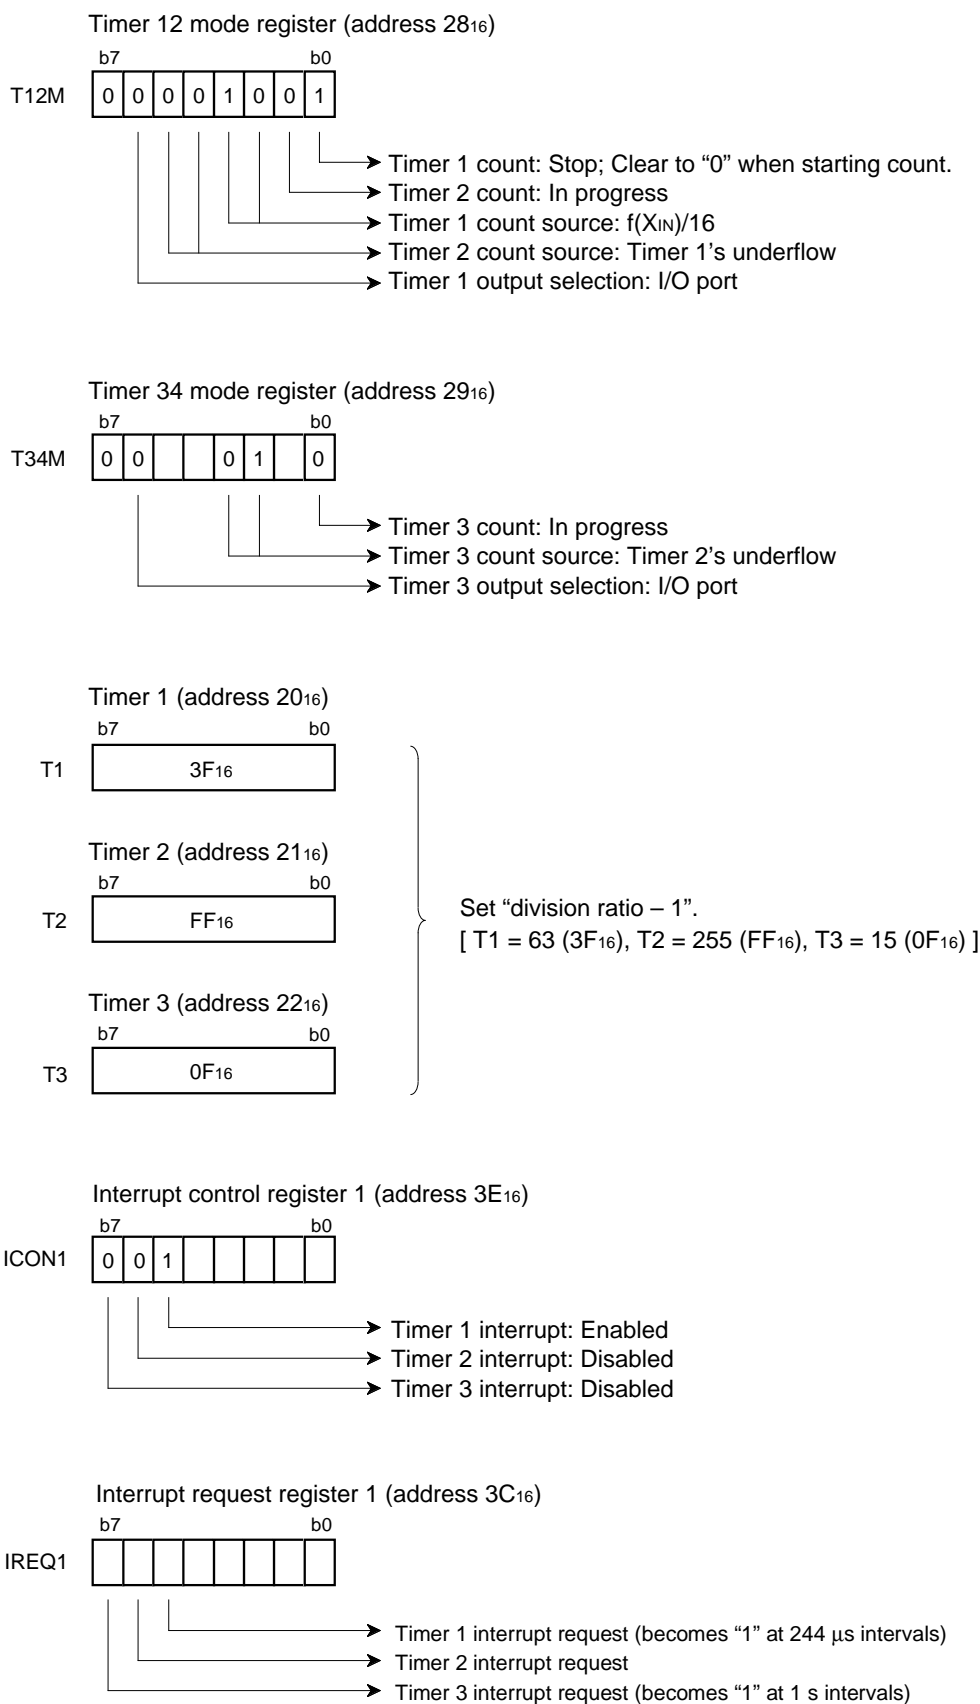 Timer 12 mode register (address 2816)
b7 b0
T12M 0 0 0 0 1 0 0 1
Timer 1 count: Stop; Clear to “0” when starting count.
Timer 2 count: In progress
Timer 1 count source: f(XIN)/16
Timer 2 count source: Timer 1's underflow
Timer 1 output selection: I/O port
Timer 34 mode register (address 2916)
b7 b0
T34M 0 0 0 1 0
Timer 3 count: In progress
Timer 3 count source: Timer 2's underflow
Timer 3 output selection: I/O port
Timer 1 (address 2016)
b7 b0
T1 3F16
Timer 2 (address 2116)
b7 b0
T2 FF16
Set “division ratio – 1”.
[ T1 = 63 (3F16), T2 = 255 (FF16), T3 = 15 (0F16) ]
Timer 3 (address 2216)
b7 b0
T3 0F16
Interrupt control register 1 (address 3E16)
b7 b0
ICON1 0 0 1
Timer 1 interrupt: Enabled
Timer 2 interrupt: Disabled
Timer 3 interrupt: Disabled
Interrupt request register 1 (address 3C16)
b7 b0
IREQ1
Timer 1 interrupt request (becomes “1” at 244 μs intervals)
Timer 2 interrupt request
Timer 3 interrupt request (becomes “1” at 1 s intervals)